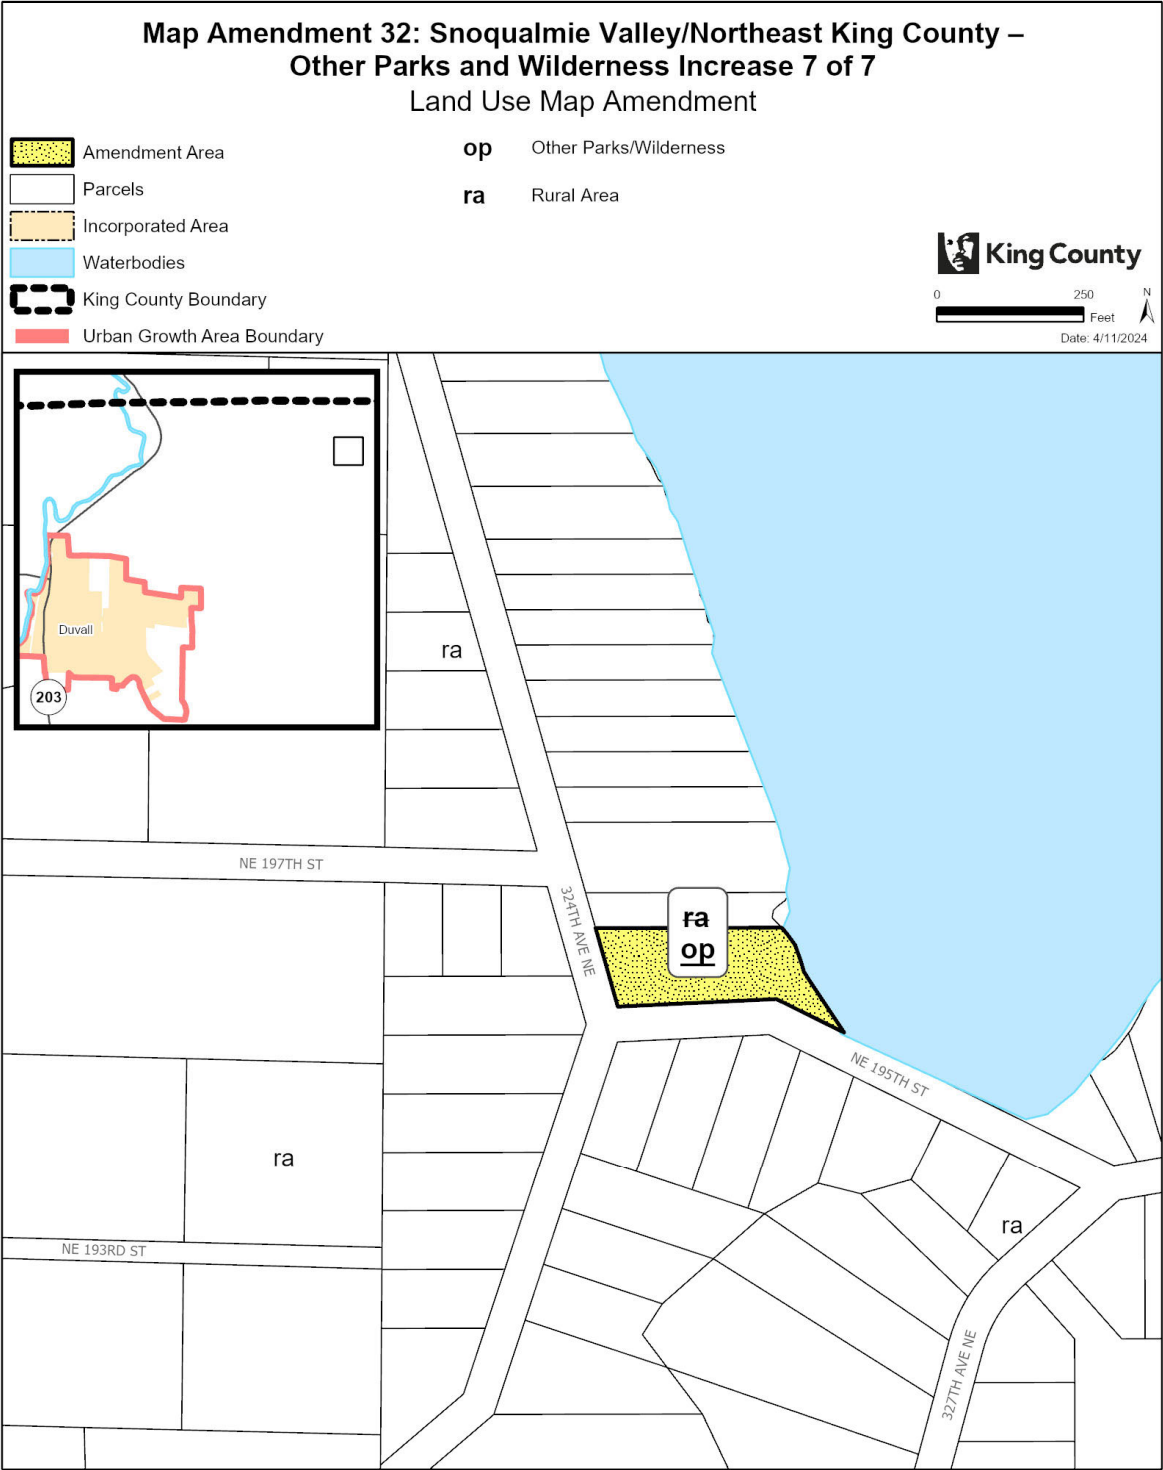 Map Amendment 32: Snoqualmie Valley/Northeast King County –
Other Parks and Wilderness Increase 7 of 7
Land Use Map Amendment
Amendment Area
Parcels
Incorporated Area
Waterbodies
King County Boundary
Urban Growth Area Boundary
op Other Parks/Wilderness
ra Rural Area
King County
0 250 N
Feet
Date: 4/11/2024
Duvall
203
ra
NE 197TH ST
324TH AVE NE
ra
op
NE 195TH ST
ra
ra
NE 193RD ST
327TH AVE NE